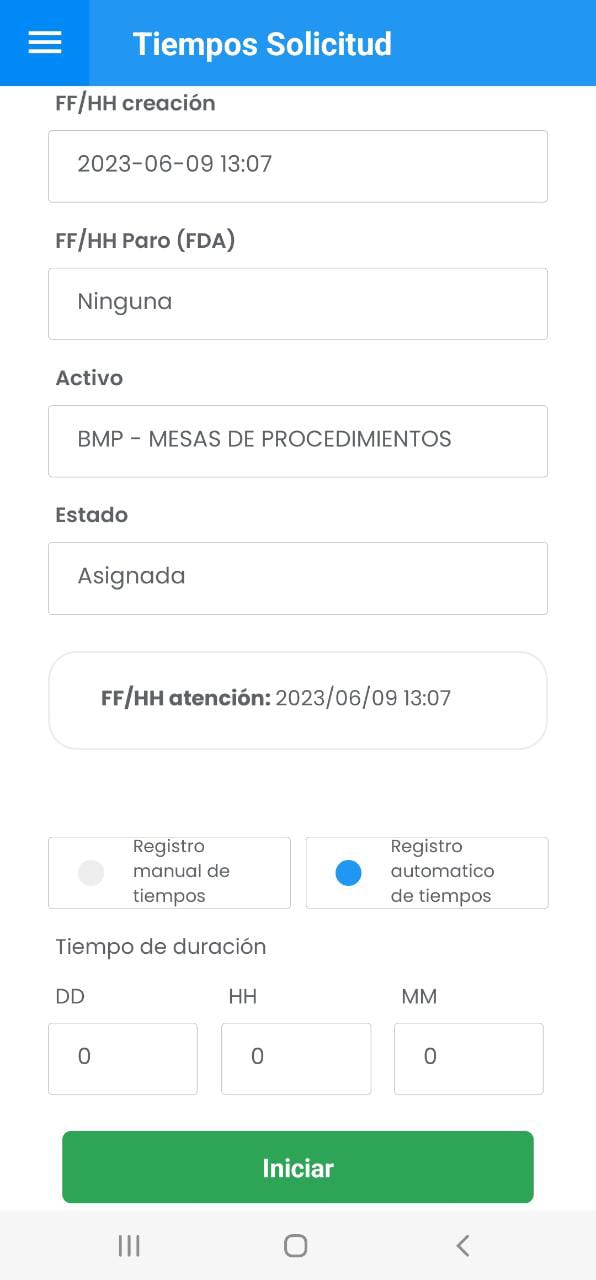 Tiempos Solicitud
FF/HH creación
2023-06-09 13:07
FF/HH Paro (FDA)
Ninguna
Activo
BMP - MESAS DE PROCEDIMIENTOS
Estado
Asignada
FF/HH atención: 2023/06/09 13:07
Registro
manual de
tiempos
Registro
automatico
de tiempos
Tiempo de duración
DD HH MM
0 0 0
Iniciar